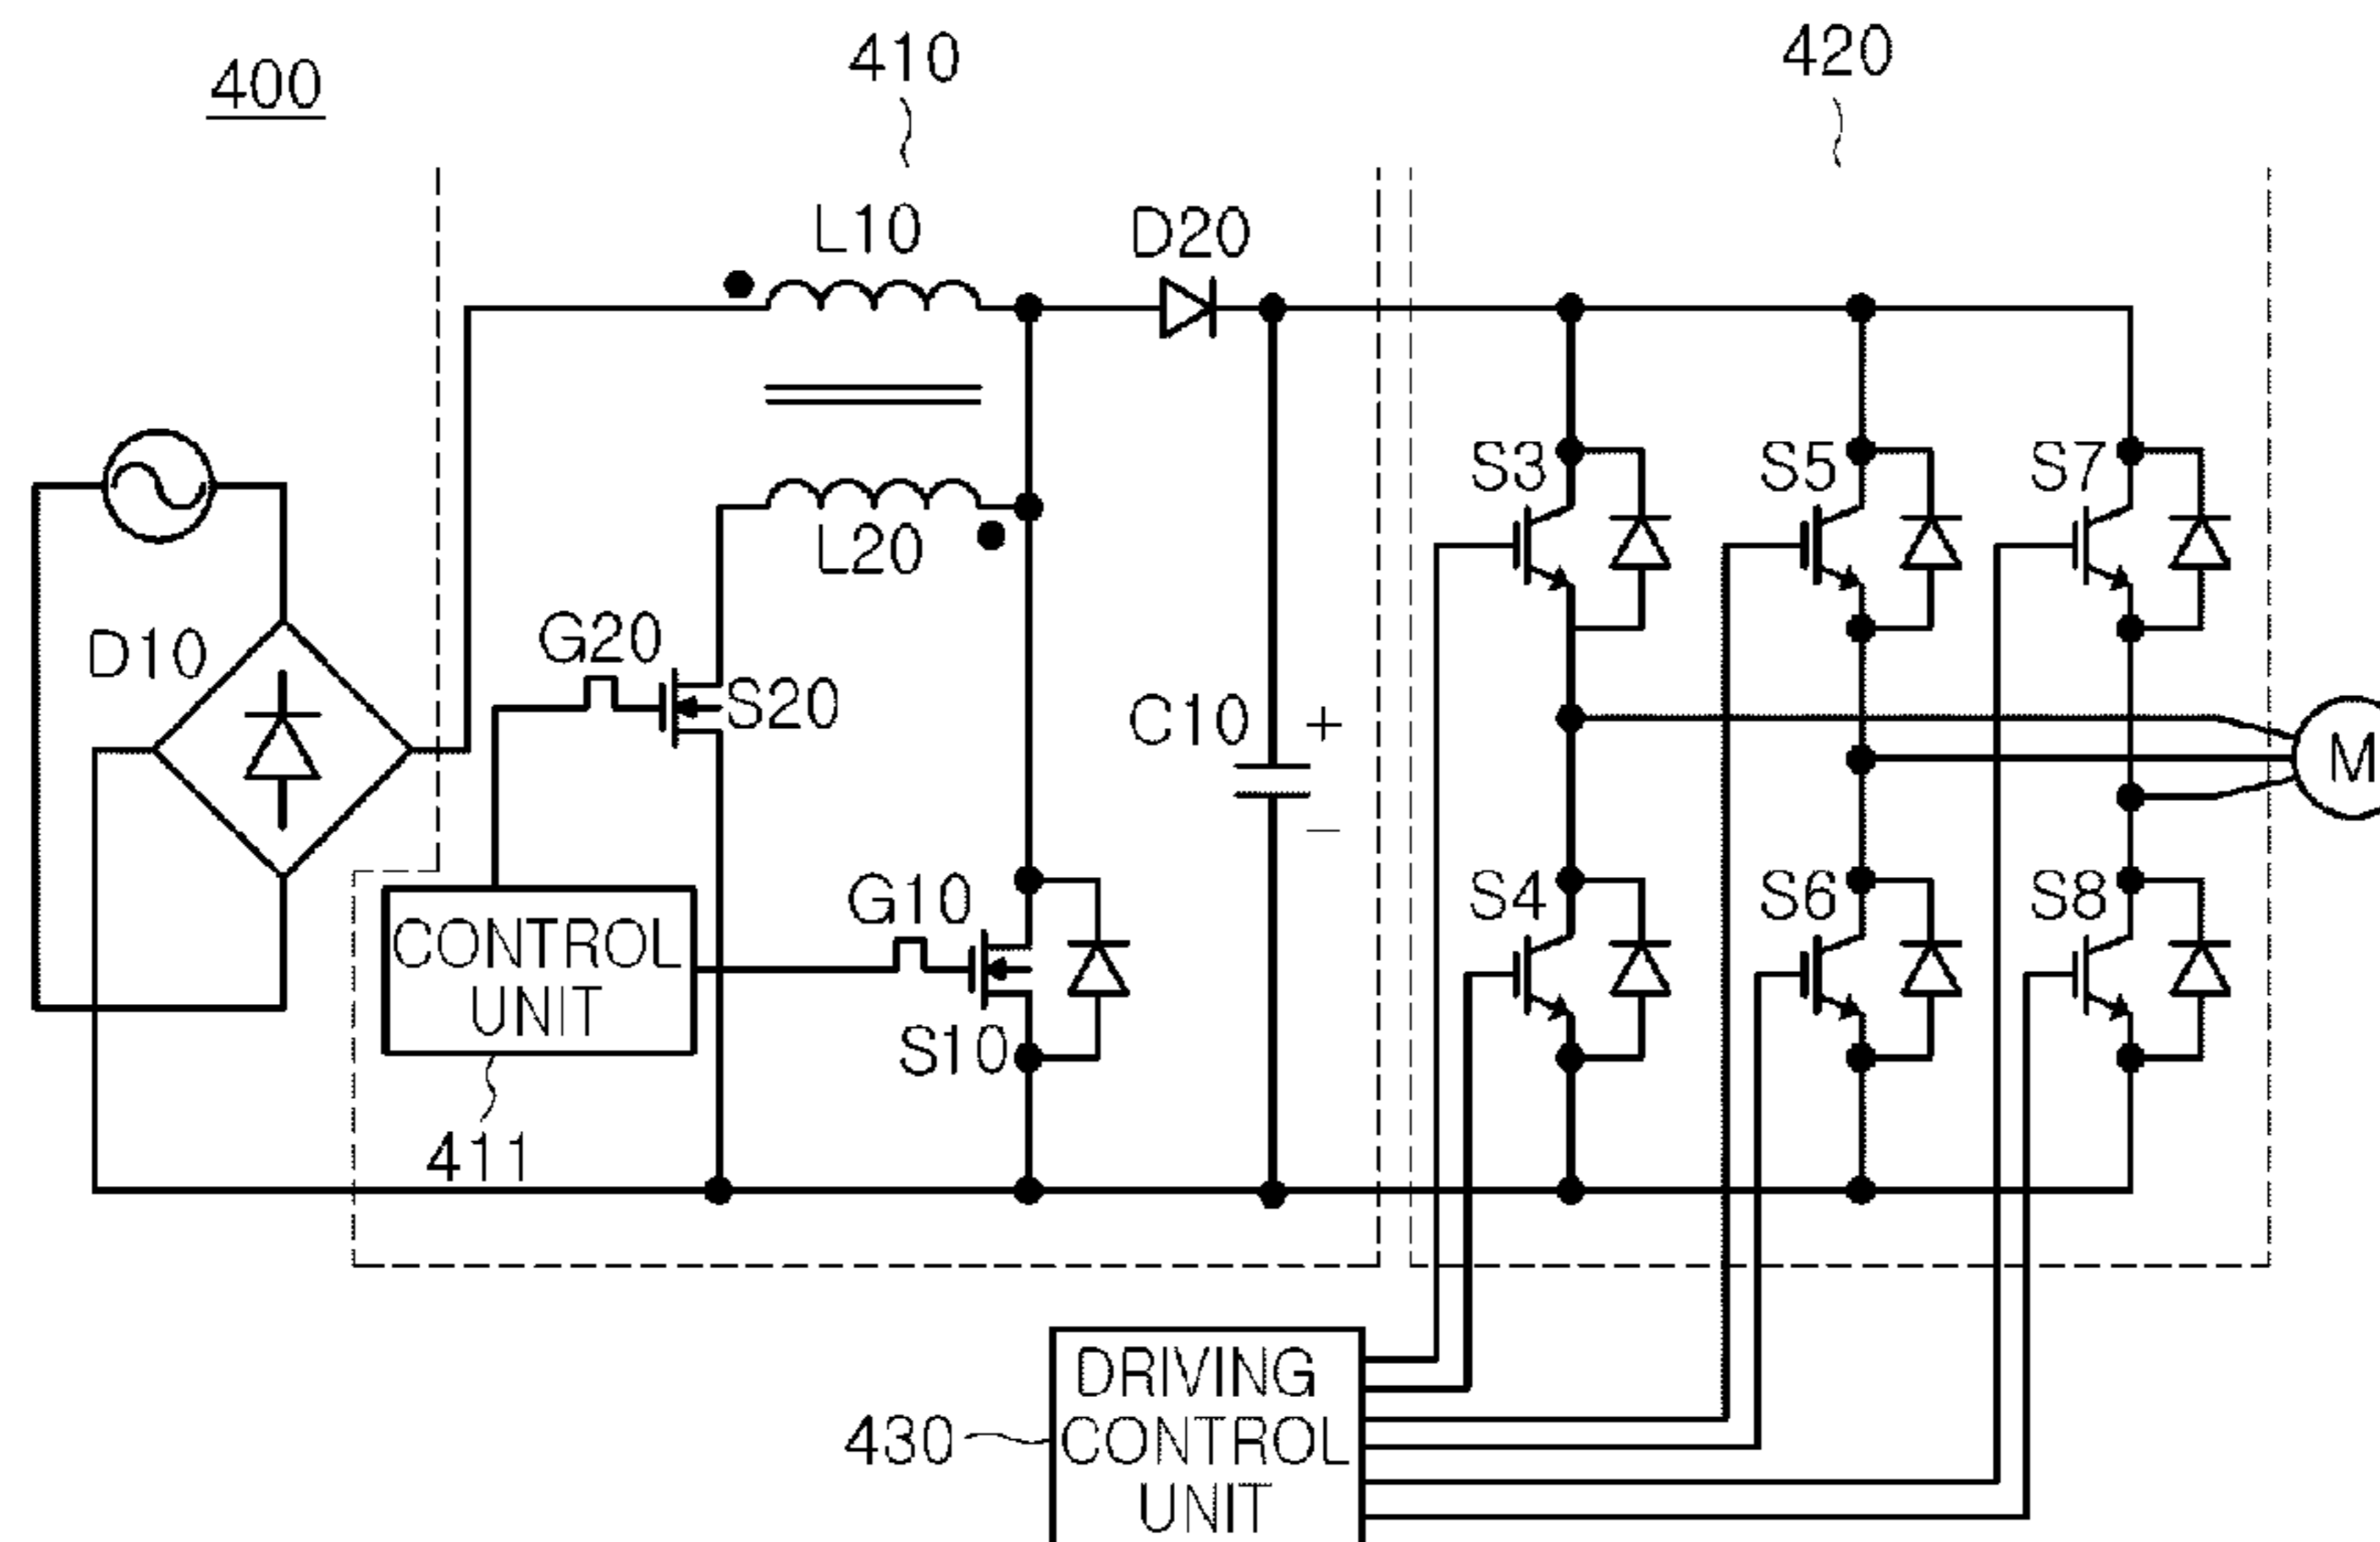 400
410
420
L10
D20
L20
S3
S5
S7
D10
G20
S20
C10
+
−
M
G10
S4
S6
S8
CONTROL
UNIT
S10
411
DRIVING
430
CONTROL
UNIT